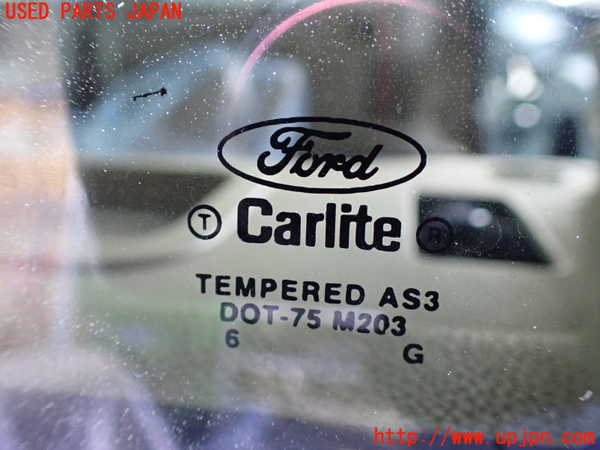 USED PARTS JAPAN
Ford
T Carlite R
TEMPERED AS3
DOT-75 M203
6 G
http://www.upjpn.com